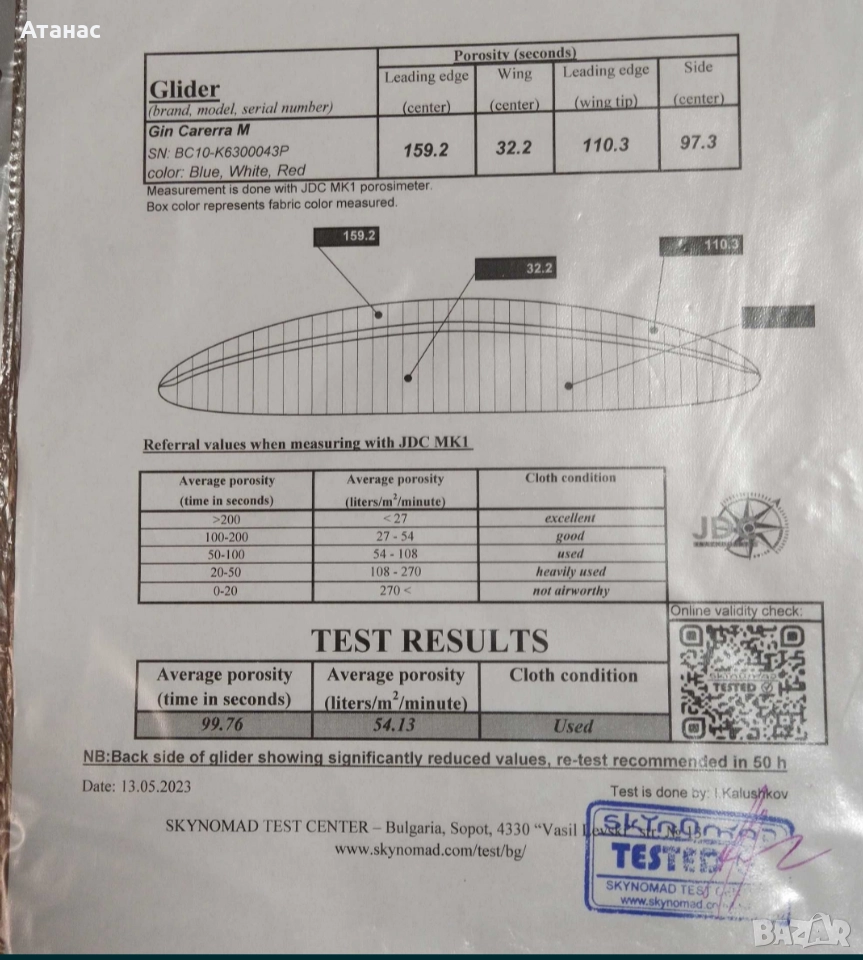 Атанас
Porosity (seconds)
Glider
(brand, model, serial number)
Leading edge
(center)
Wing
(center)
Leading edge
(wing tip)
Side
(center)
Gin Carerra M
SN: BC10-K6300043P
color: Blue, White, Red
159.2
32.2
110.3
97.3
Measurement is done with JDC MK1 porosimeter.
Box color represents fabric color measured.
159.2
32.2
110.3
Referral values when measuring with JDC MK1
Average porosity
(time in seconds)
Average porosity
(liters/m²/minute)
Cloth condition
>200 < 27 excellent
100-200 27 - 54 good
50-100 54 - 108 used
20-50 108 - 270 heavily used
0-20 270 < not airworthy
JDC
Online validity check:
SKYNOMAD
TESTED
TEST RESULTS
Average porosity
(time in seconds)
Average porosity
(liters/m²/minute)
Cloth condition
99.76 54.13 Used
NB:Back side of glider showing significantly reduced values, re-test recommended in 50 h
Date: 13.05.2023
Test is done by: I.Kalushkov
SKYNOMAD TEST CENTER – Bulgaria, Sopot, 4330 “Vasil Levski” str.
www.skynomad.com/test/bg/
SKYNOMAD
TESTED
SKYNOMAD TEST
www.skynomad.
BAZAR